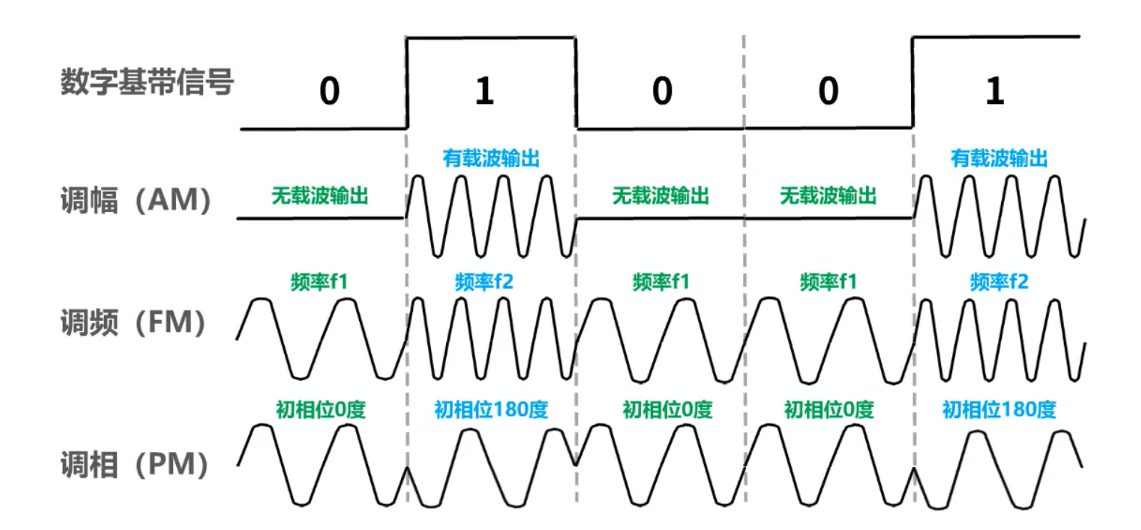 数字基带信号
0 1 0 0 1
有载波输出 有载波输出
调幅（AM） 无载波输出 无载波输出 无载波输出
频率f1 频率f2 频率f1 频率f1 频率f2
调频（FM）
初相位0度 初相位180度 初相位0度 初相位0度 初相位180度
调相（PM）